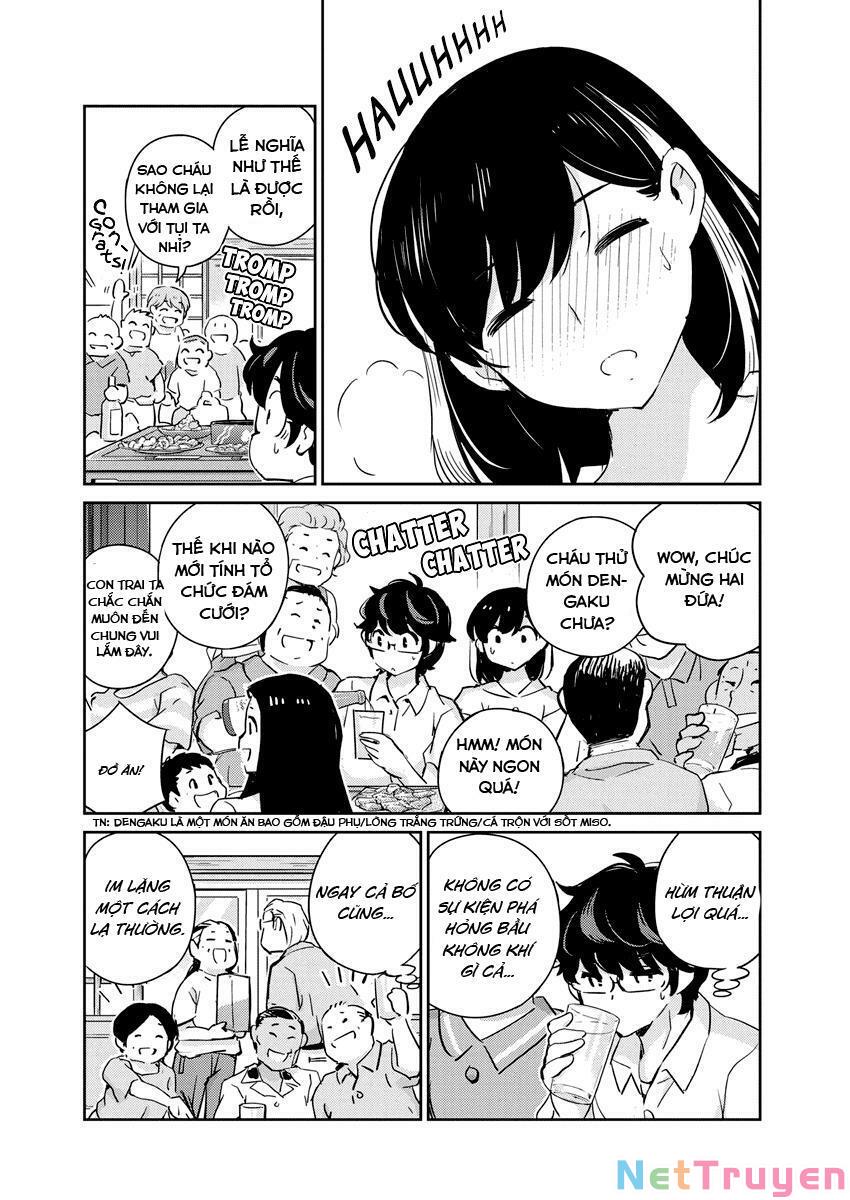 HAUUHHHH
LỄ NGHĨA
NHƯ THẾ
LÀ ĐƯỢC
RỒI,
SAO CHÁU
KHÔNG LẠI
THAM GIA
VỚI TỤI TA
NHỈ?
Con-
grats!
TROMP
TROMP
TROMP
WOW, CHÚC
MỪNG HAI
ĐỨA!
CHÁU THỬ
MÓN DEN-
GAKU
CHƯA?
CHATTER
CHATTER
HMM! MÓN
NÀY NGON
QUÁ!
THẾ KHI NÀO
MỚI TÍNH TỔ
CHỨC ĐÁM
CƯỚI?
CON TRAI TA
CHẮC CHẮN
MUÔN ĐẾN
CHUNG VUI
LẮM ĐÂY.
ĐỒ ĂN!
TN: DENGAKU LÀ MỘT MÓN ĂN BAO GỒM ĐẬU PHỤ/LÒNG TRẮNG TRỨNG/CÁ TRỘN VỚI SỐT MISO.
HỪM THUẬN
LỢI QUÁ...
KHÔNG CÓ
SỰ KIỆN PHÁ
HỎNG BẦU
KHÔNG KHÍ
GÌ CẢ...
NGAY CẢ BỐ
CŨNG...
IM LẶNG
MỘT CÁCH
LẠ THƯỜNG.
NetTruyen